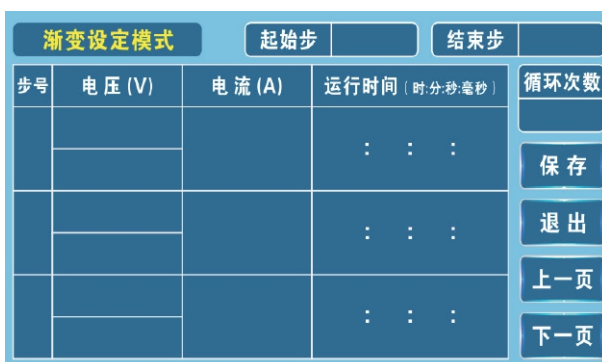 渐变设定模式 起始步 结束步
步号 电压(V) 电流(A) 运行时间(时:分:秒:毫秒) 循环次数
: : :
保存
: : :
退出
上一页
: : :
下一页